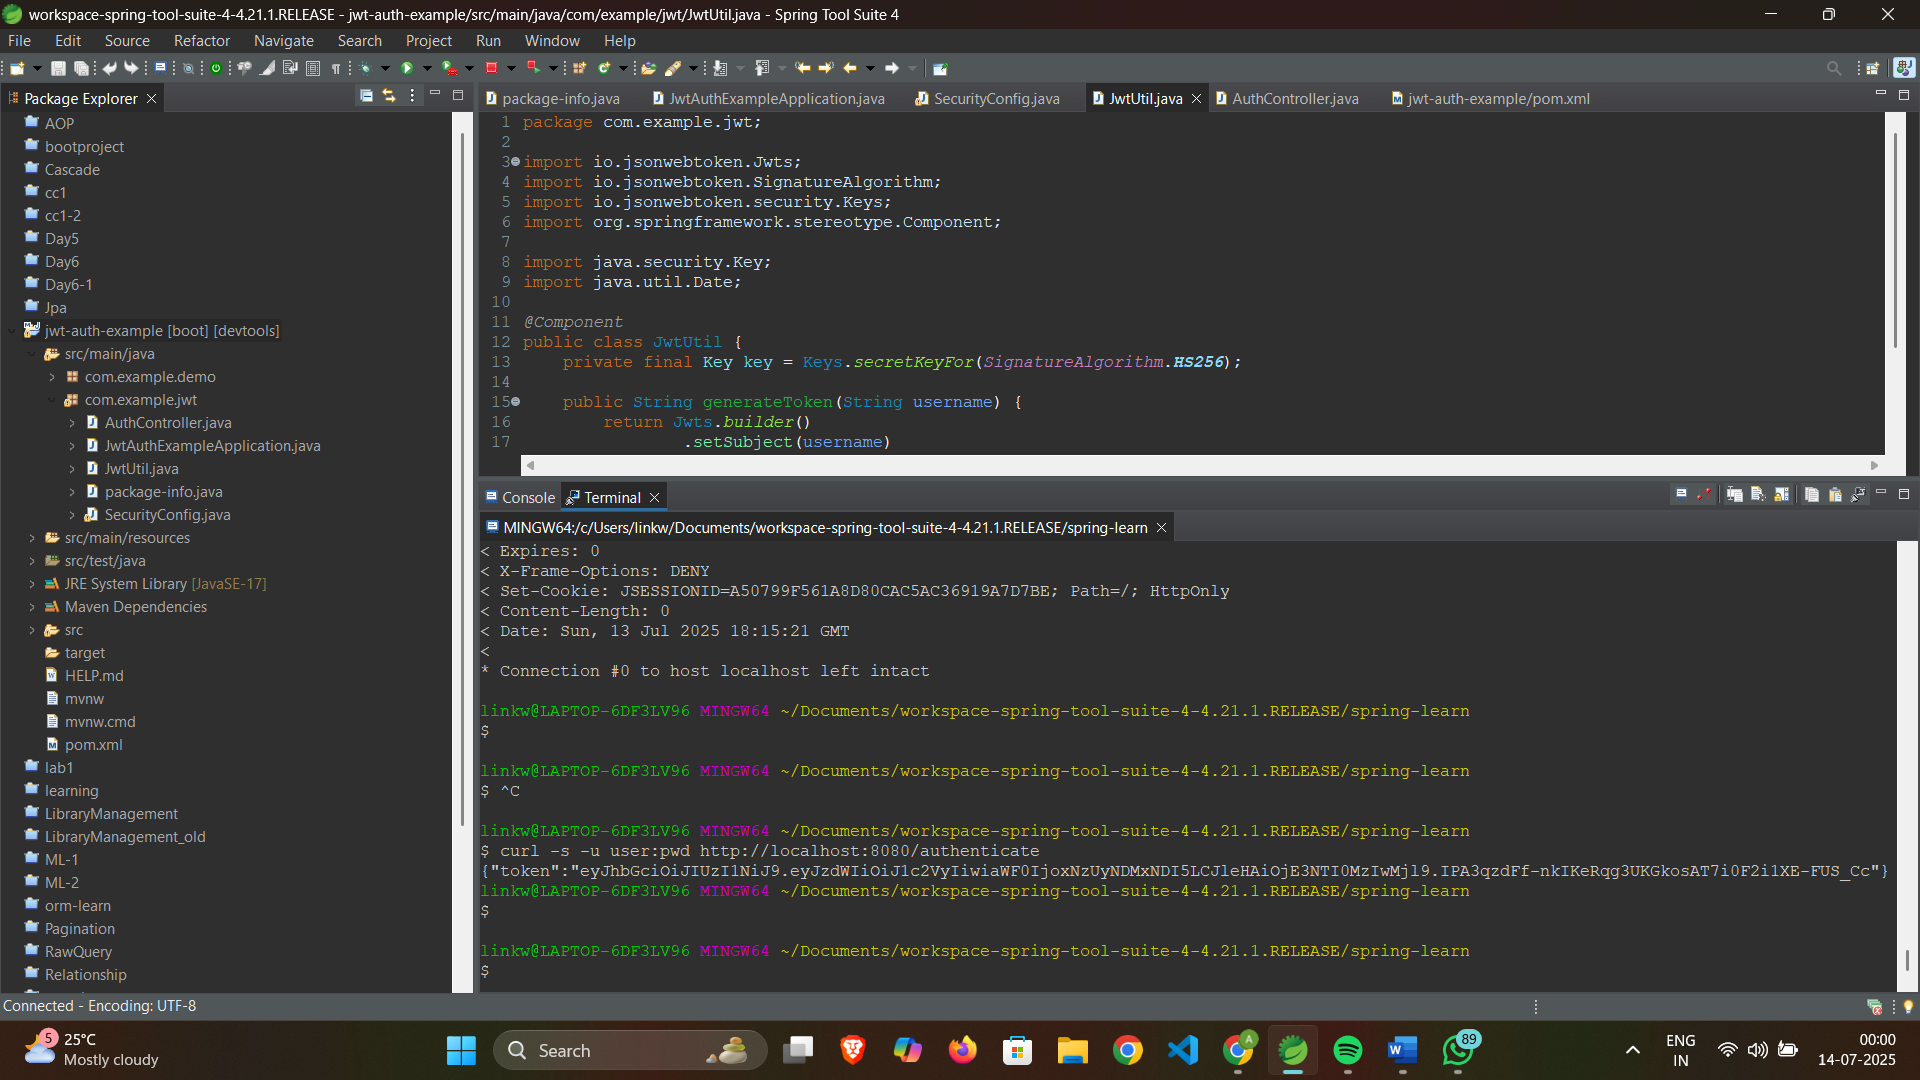 workspace-spring-tool-suite-4-4.21.1.RELEASE - jwt-auth-example/src/main/java/com/example/jwt/JwtUtil.java - Spring Tool Suite 4
File Edit Source Refactor Navigate Search Project Run Window Help
Package Explorer
AOP
bootproject
Cascade
cc1
cc1-2
Day5
Day6
Day6-1
Jpa
jwt-auth-example [boot] [devtools]
src/main/java
com.example.demo
com.example.jwt
AuthController.java
JwtAuthExampleApplication.java
JwtUtil.java
package-info.java
SecurityConfig.java
src/main/resources
src/test/java
JRE System Library [JavaSE-17]
Maven Dependencies
src
target
HELP.md
mvnw
mvnw.cmd
pom.xml
lab1
learning
LibraryManagement
LibraryManagement_old
ML-1
ML-2
orm-learn
Pagination
RawQuery
Relationship
package-info.java JwtAuthExampleApplication.java SecurityConfig.java JwtUtil.java AuthController.java jwt-auth-example/pom.xml
1 package com.example.jwt;
2
3 import io.jsonwebtoken.Jwts;
4 import io.jsonwebtoken.SignatureAlgorithm;
5 import io.jsonwebtoken.security.Keys;
6 import org.springframework.stereotype.Component;
7
8 import java.security.Key;
9 import java.util.Date;
10
11 @Component
12 public class JwtUtil {
13 private final Key key = Keys.secretKeyFor(SignatureAlgorithm.HS256);
14
15 public String generateToken(String username) {
16 return Jwts.builder()
17 .setSubject(username)
Console Terminal
MINGW64:/c/Users/linkw/Documents/workspace-spring-tool-suite-4-4.21.1.RELEASE/spring-learn
< Expires: 0
< X-Frame-Options: DENY
< Set-Cookie: JSESSIONID=A50799F561A8D80CAC5AC36919A7D7BE; Path=/; HttpOnly
< Content-Length: 0
< Date: Sun, 13 Jul 2025 18:15:21 GMT
<
* Connection #0 to host localhost left intact
linkw@LAPTOP-6DF3LV96 MINGW64 ~/Documents/workspace-spring-tool-suite-4-4.21.1.RELEASE/spring-learn
$
linkw@LAPTOP-6DF3LV96 MINGW64 ~/Documents/workspace-spring-tool-suite-4-4.21.1.RELEASE/spring-learn
$ ^C
linkw@LAPTOP-6DF3LV96 MINGW64 ~/Documents/workspace-spring-tool-suite-4-4.21.1.RELEASE/spring-learn
$ curl -s -u user:pwd http://localhost:8080/authenticate
{"token":"eyJhbGciOiJIUzI1NiJ9.eyJzdWIiOiJ1c2VyIiwiaWF0IjoxNzUyNDMxNDI5LCJleHAiOjE3NTI0MzIwMjl9.IPA3qzdFf-nkIKeRqg3UKGkosAT7i0F2i1XE-FUS_Cc"}
linkw@LAPTOP-6DF3LV96 MINGW64 ~/Documents/workspace-spring-tool-suite-4-4.21.1.RELEASE/spring-learn
$
linkw@LAPTOP-6DF3LV96 MINGW64 ~/Documents/workspace-spring-tool-suite-4-4.21.1.RELEASE/spring-learn
$
Connected - Encoding: UTF-8
5
25°C
Mostly cloudy
Search
A
89
ENG
IN
00:00
14-07-2025